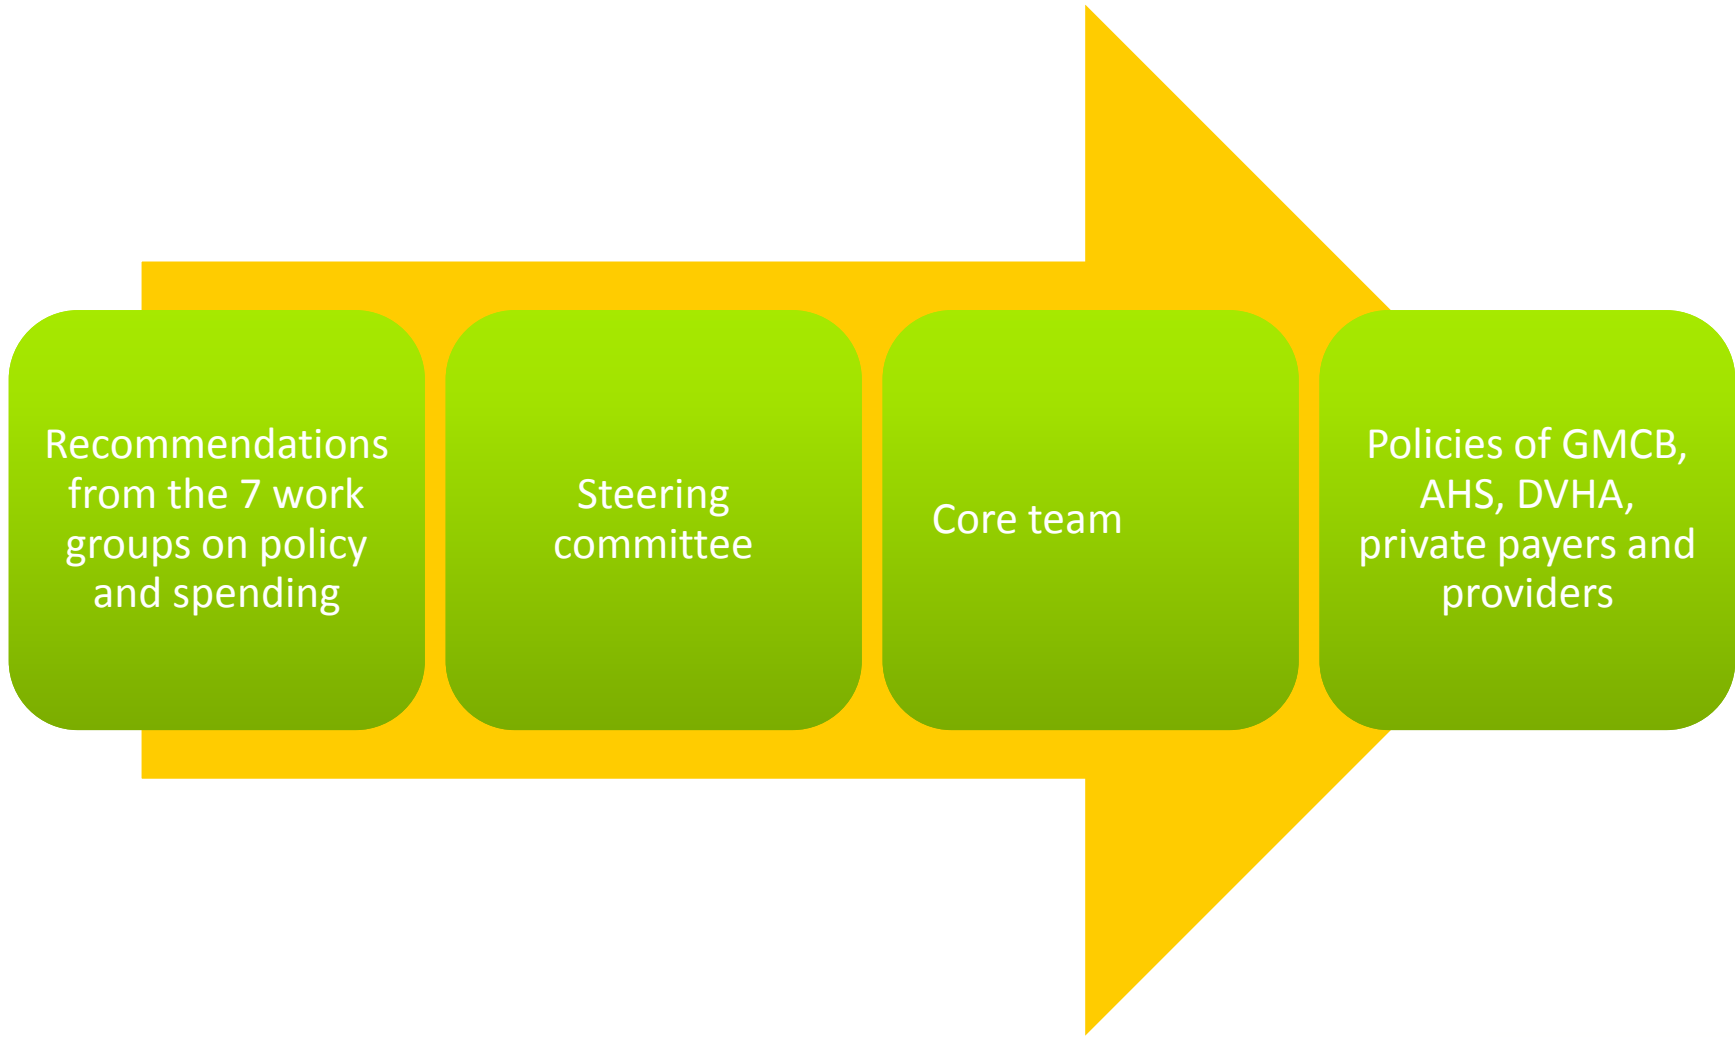 Recommendations
from the 7 work
groups on policy
and spending
Steering
committee
Core team
Policies of GMCB,
AHS, DVHA,
private payers and
providers